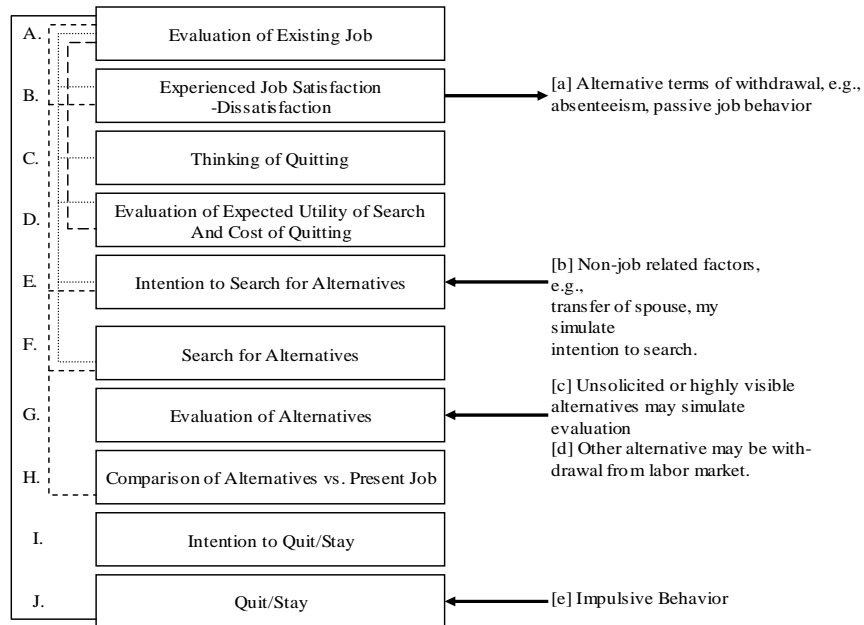 A.
Evaluation of Existing Job
B.
Experienced Job Satisfaction
-Dissatisfaction
[a] Alternative terms of withdrawal, e.g.,
absenteeism, passive job behavior
C.
Thinking of Quitting
D.
Evaluation of Expected Utility of Search
And Cost of Quitting
E.
Intention to Search for Alternatives
[b] Non-job related factors,
e.g.,
transfer of spouse, my
simulate
intention to search.
F.
Search for Alternatives
G.
Evaluation of Alternatives
[c] Unsolicited or highly visible
alternatives may simulate
evaluation
[d] Other alternative may be with-
drawal from labor market.
H.
Comparison of Alternatives vs. Present Job
I.
Intention to Quit/Stay
J.
Quit/Stay
[e] Impulsive Behavior